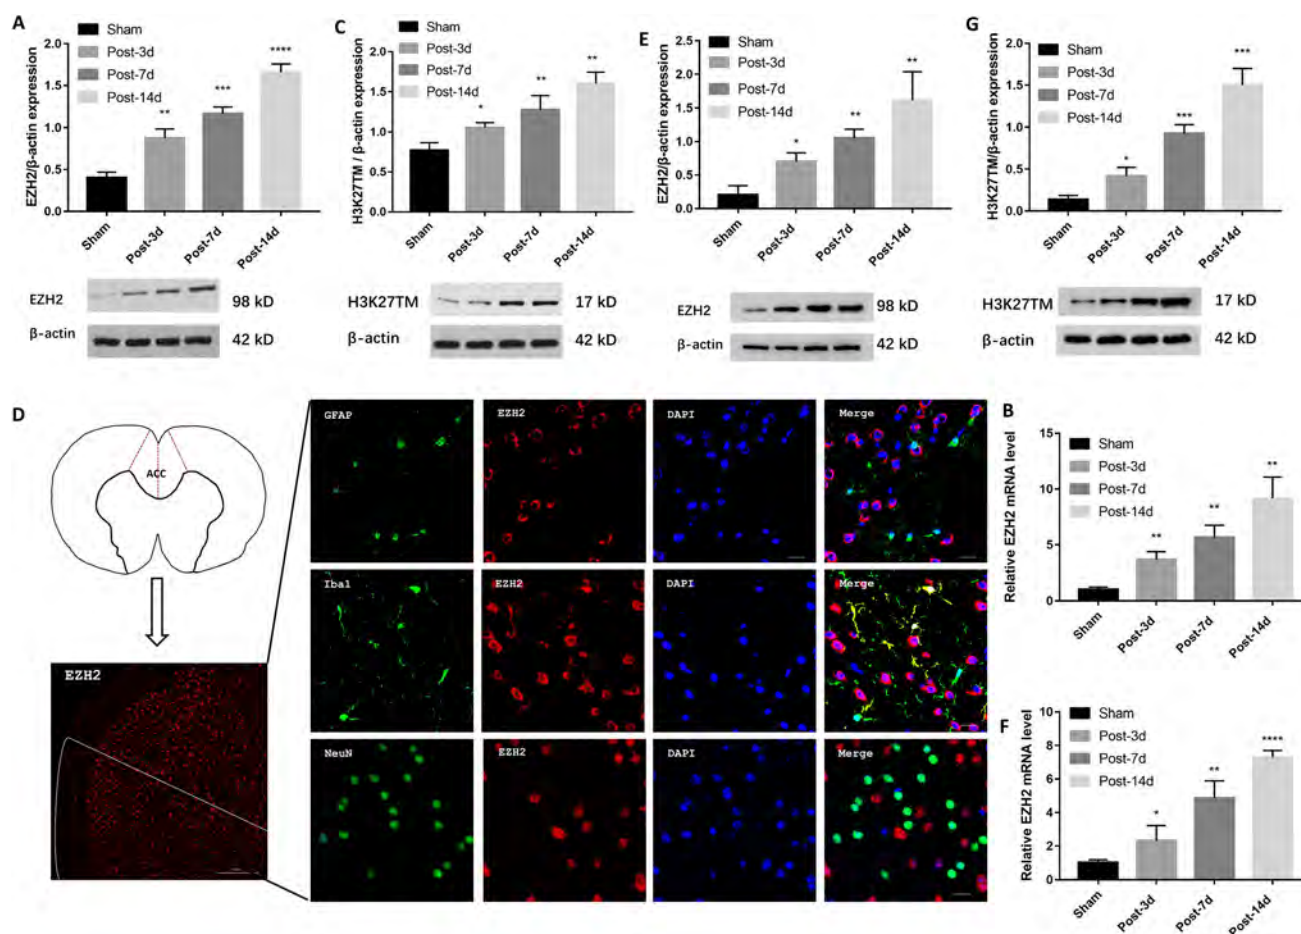 A
Sham
Post-3d
Post-7d
Post-14d
EZH2/β-actin expression
2.0
1.5
1.0
0.5
0.0
**
***
****
Sham
Post-3d
Post-7d
Post-14d
EZH2
98 kD
β-actin
42 kD
C
Sham
Post-3d
Post-7d
Post-14d
H3K27TM / β-actin expression
2.0
1.5
1.0
0.5
0.0
*
**
**
Sham
Post-3d
Post-7d
Post-14d
H3K27TM
17 kD
β-actin
42 kD
E
Sham
Post-3d
Post-7d
Post-14d
EZH2/β-actin expression
2.5
2.0
1.5
1.0
0.5
0.0
*
**
**
Sham
Post-3d
Post-7d
Post-14d
EZH2
98 kD
β-actin
42 kD
G
Sham
Post-3d
Post-7d
Post-14d
H3K27TM/β-actin expression
2.0
1.5
1.0
0.5
0.0
*
***
***
Sham
Post-3d
Post-7d
Post-14d
H3K27TM
17 kD
β-actin
42 kD
D
ACC
EZH2
GFAP
EZH2
DAPI
Merge
Iba1
EZH2
DAPI
Merge
NeuN
EZH2
DAPI
Merge
B
Sham
Post-3d
Post-7d
Post-14d
Relative EZH2 mRNA level
15
10
5
0
**
**
**
Sham
Post-3d
Post-7d
Post-14d
F
Sham
Post-3d
Post-7d
Post-14d
Relative EZH2 mRNA level
10
8
6
4
2
0
*
**
****
Sham
Post-3d
Post-7d
Post-14d